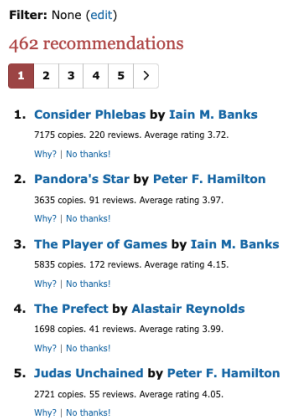 Filter: None (edit)
462 recommendations
1 2 3 4 5 >
1. Consider Phlebas by Iain M. Banks
7175 copies. 220 reviews. Average rating 3.72.
Why? | No thanks!
2. Pandora's Star by Peter F. Hamilton
3635 copies. 91 reviews. Average rating 3.97.
Why? | No thanks!
3. The Player of Games by Iain M. Banks
5835 copies. 172 reviews. Average rating 4.15.
Why? | No thanks!
4. The Prefect by Alastair Reynolds
1698 copies. 41 reviews. Average rating 3.99.
Why? | No thanks!
5. Judas Unchained by Peter F. Hamilton
2721 copies. 55 reviews. Average rating 4.05.
Why? | No thanks!